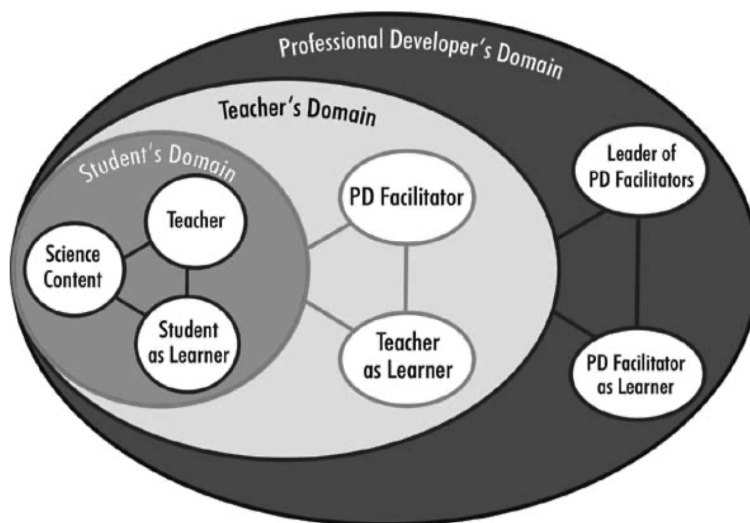 Professional Developer's Domain
Teacher's Domain
Student's Domain
Teacher
Science
Content
Student
as Learner
PD Facilitator
Teacher
as Learner
Leader of
PD Facilitators
PD Facilitator
as Learner